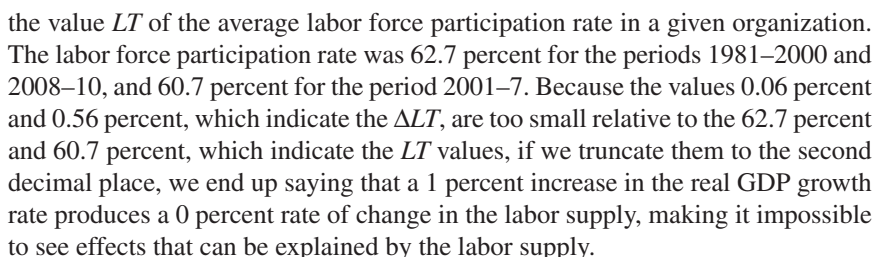 the value LT of the average labor force participation rate in a given organization.
The labor force participation rate was 62.7 percent for the periods 1981–2000 and
2008–10, and 60.7 percent for the period 2001–7. Because the values 0.06 percent
and 0.56 percent, which indicate the ΔLT, are too small relative to the 62.7 percent
and 60.7 percent, which indicate the LT values, if we truncate them to the second
decimal place, we end up saying that a 1 percent increase in the real GDP growth
rate produces a 0 percent rate of change in the labor supply, making it impossible
to see effects that can be explained by the labor supply.